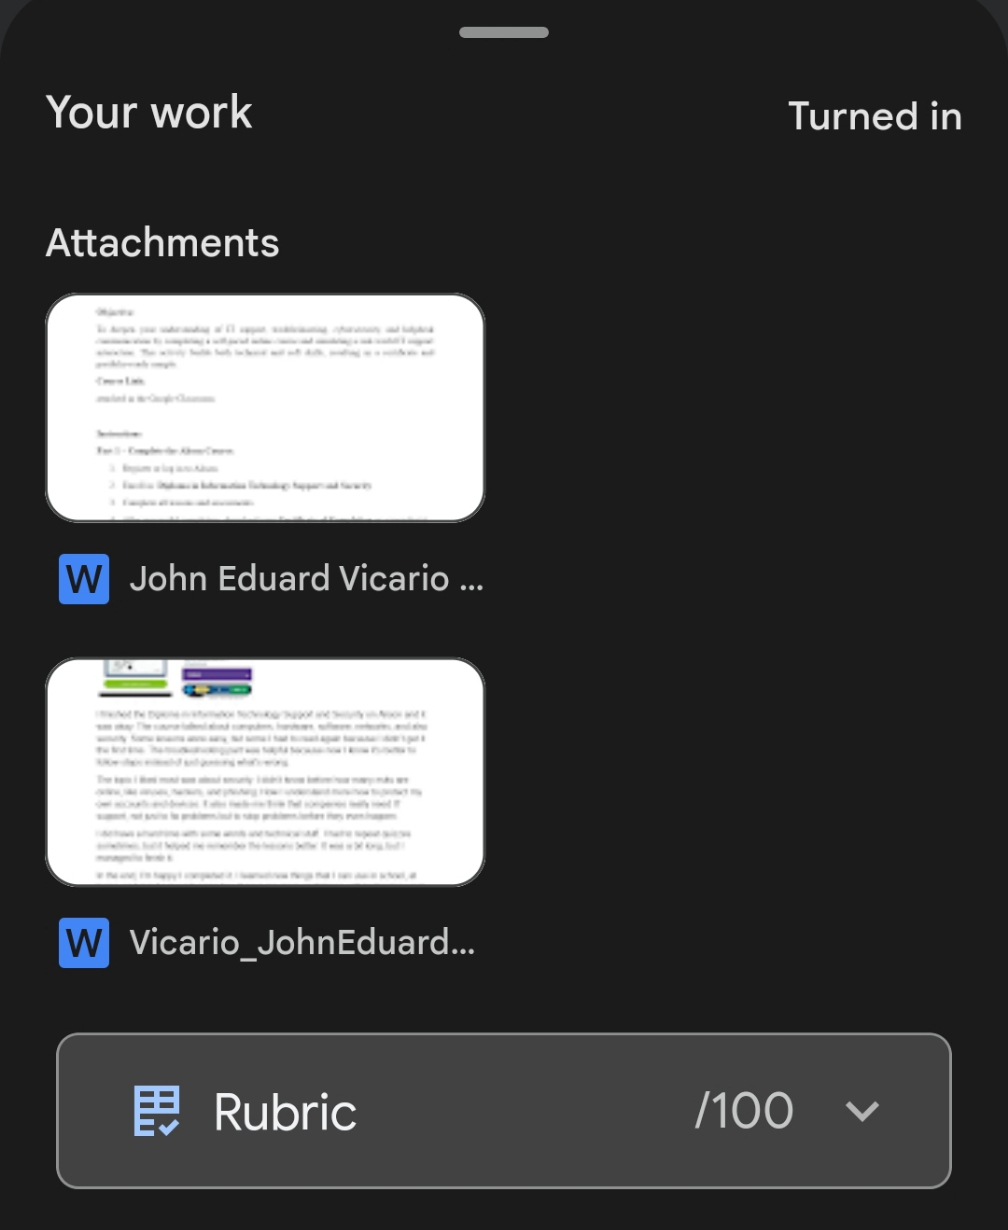 Your work
Turned in
Attachments
Objective:
To deepen your understanding of IT support, troubleshooting, cybersecurity and helpdesk
communication by completing a self-paced online course and simulating a real-world IT support
interaction. This activity builds both technical and soft skills, resulting in a certificate and
Course Link:
attached in the Google Classroom
Instructions:
Part 1 – Complete the Alison Course
1. Register or log in to Alison
2. Enroll in Diploma in Information Technology Support and Security
3. Complete all lessons and assessments
W John Eduard Vicario ...
I finished the Diploma in Information Technology Support and Security on Alison and it
was okay. The course talked about computers, hardware, software, networks, and also
security. Some lessons were easy, but some I had to read again because I didn't get it
the first time. The troubleshooting part was helpful because now I know it's better to
follow steps instead of just guessing what's wrong.
The topic I liked most was about security. I didn't know before how many risks are
online, like viruses, hackers, and phishing. Now I understand more how to protect my
own accounts and devices. It also made me think that companies really need IT
support, not just to fix problems but to stop problems before they even happen.
I did have a hard time with some words and technical stuff. I had to repeat quizzes
sometimes, but it helped me remember the lessons better. It was a bit long, but I
managed to finish it.
In the end, I'm happy I completed it. I learned new things that I can use in school, at
W Vicario_JohnEduard...
Rubric
/100